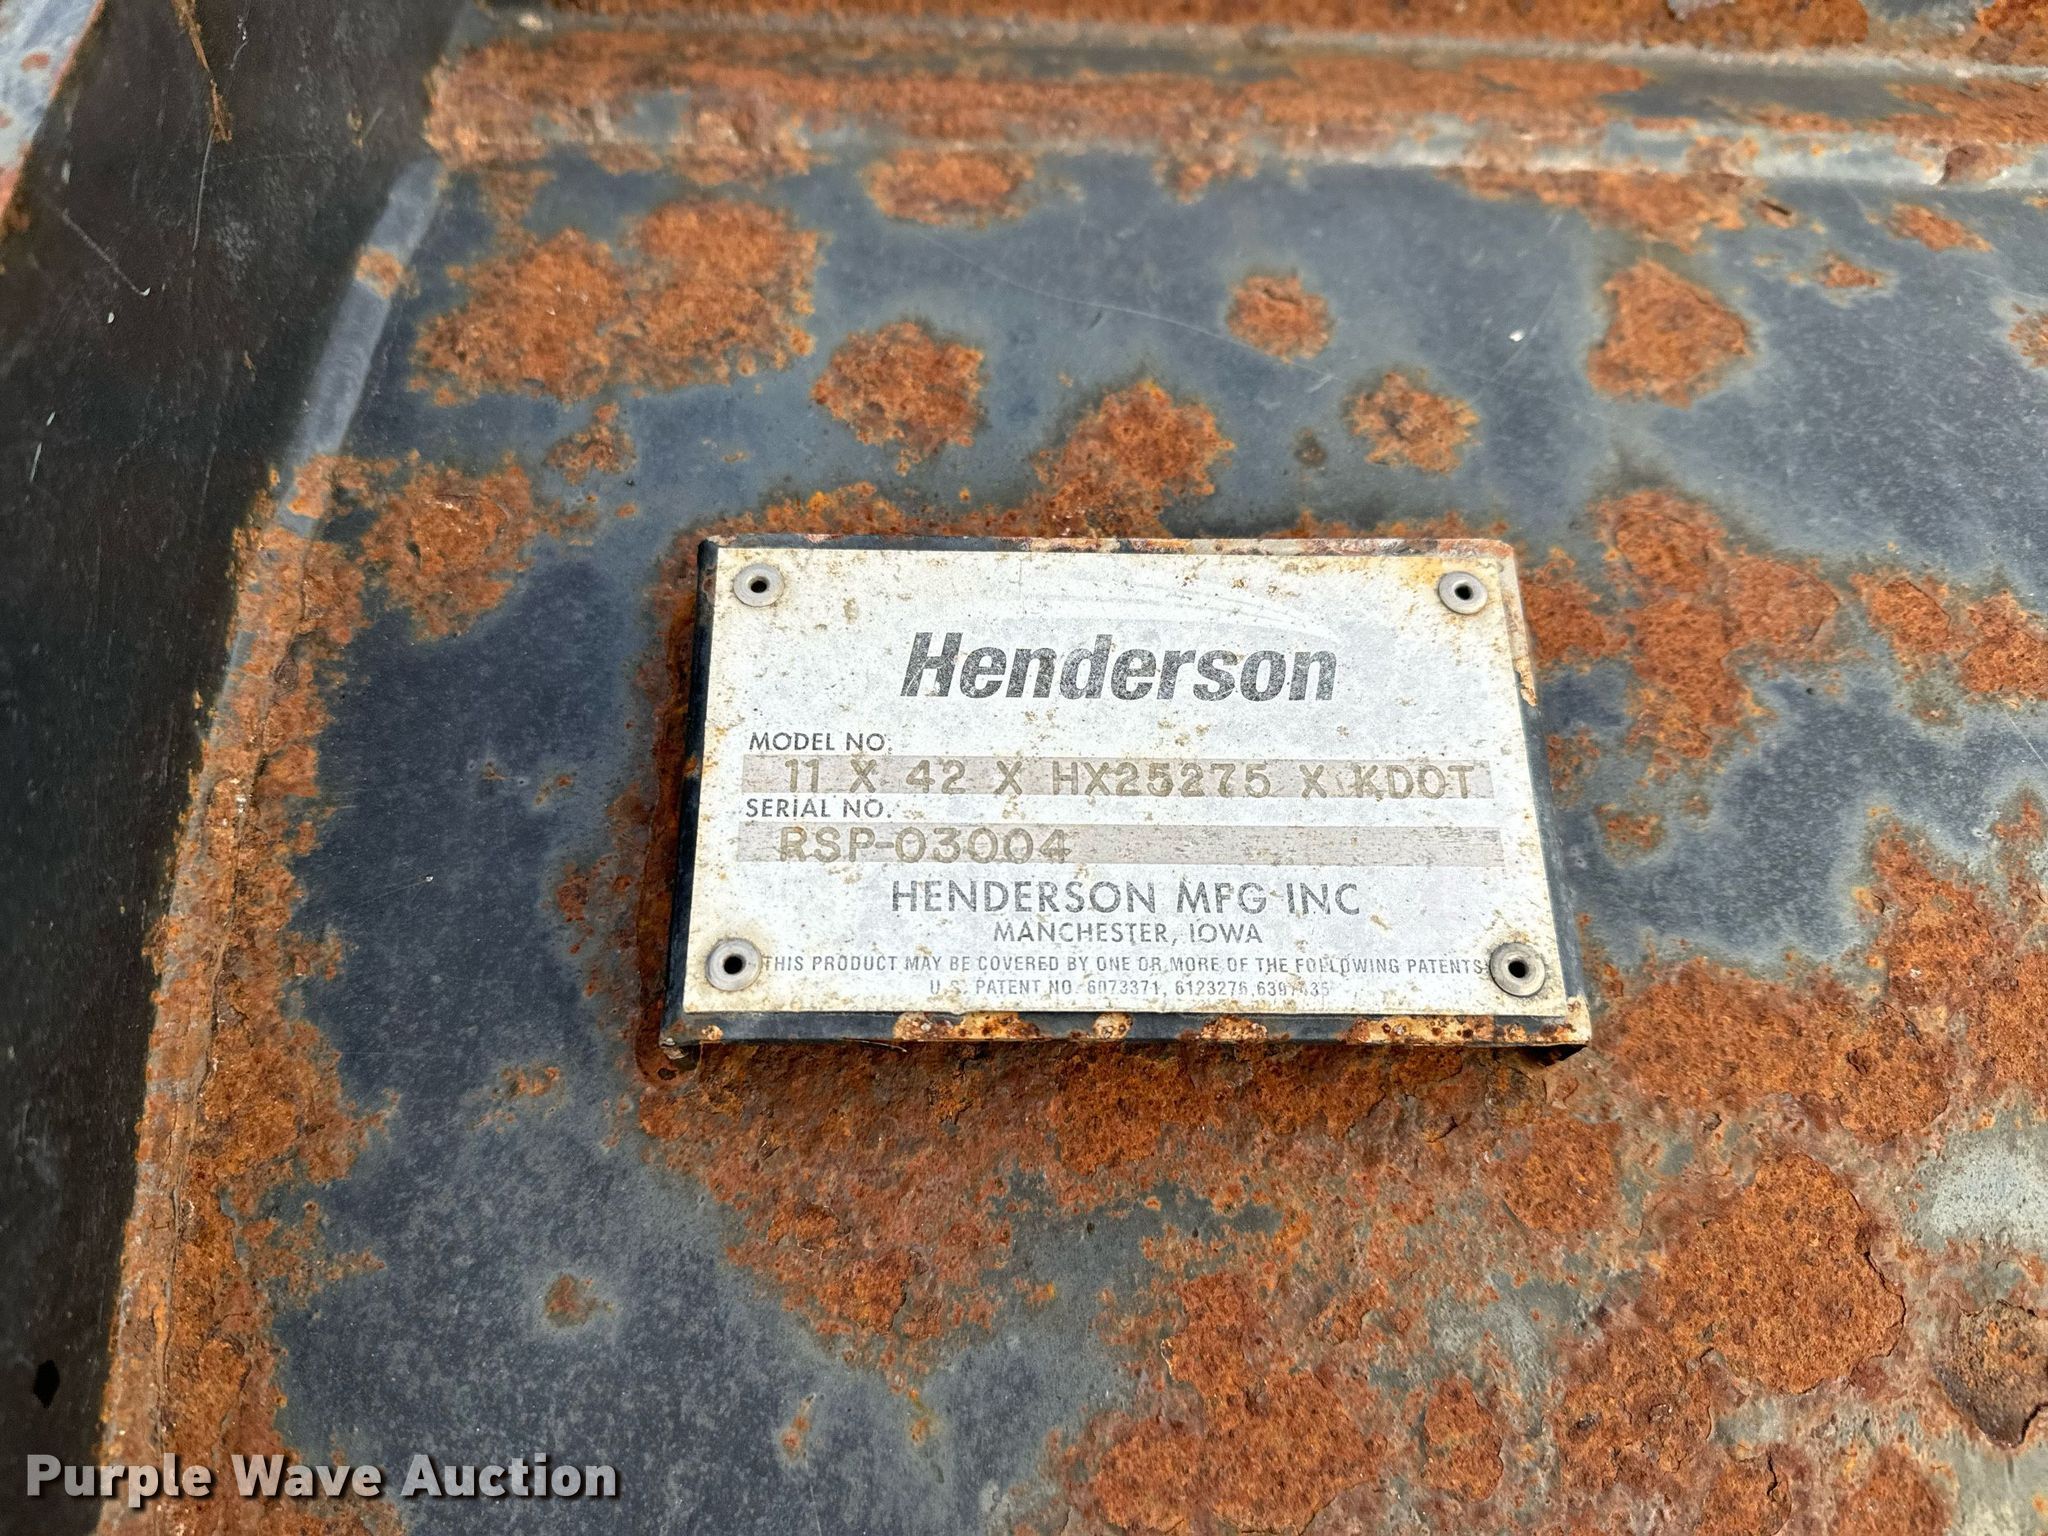 Henderson
MODEL NO.
11 X 42 X HX25275 X KDOT
SERIAL NO.
RSP-03004
HENDERSON MFG INC
MANCHESTER, IOWA
THIS PRODUCT MAY BE COVERED BY ONE OR MORE OF THE FOLLOWING PATENTS
U.S. PATENT NO. 6073371, 6123276,
Purple Wave Auction